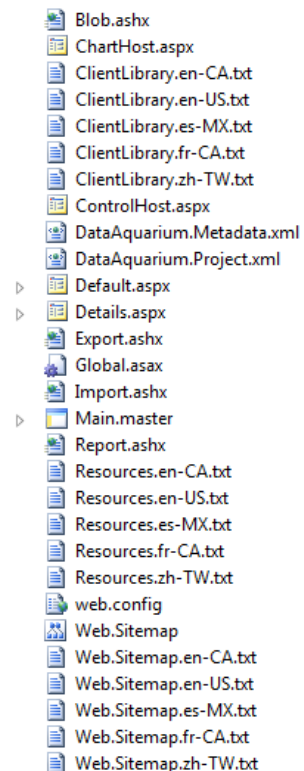 Blob.ashx
ChartHost.aspx
ClientLibrary.en-CA.txt
ClientLibrary.en-US.txt
ClientLibrary.es-MX.txt
ClientLibrary.fr-CA.txt
ClientLibrary.zh-TW.txt
ControlHost.aspx
DataAquarium.Metadata.xml
DataAquarium.Project.xml
Default.aspx
Details.aspx
Export.ashx
Global.asax
Import.ashx
Main.master
Report.ashx
Resources.en-CA.txt
Resources.en-US.txt
Resources.es-MX.txt
Resources.fr-CA.txt
Resources.zh-TW.txt
web.config
Web.Sitemap
Web.Sitemap.en-CA.txt
Web.Sitemap.en-US.txt
Web.Sitemap.es-MX.txt
Web.Sitemap.fr-CA.txt
Web.Sitemap.zh-TW.txt